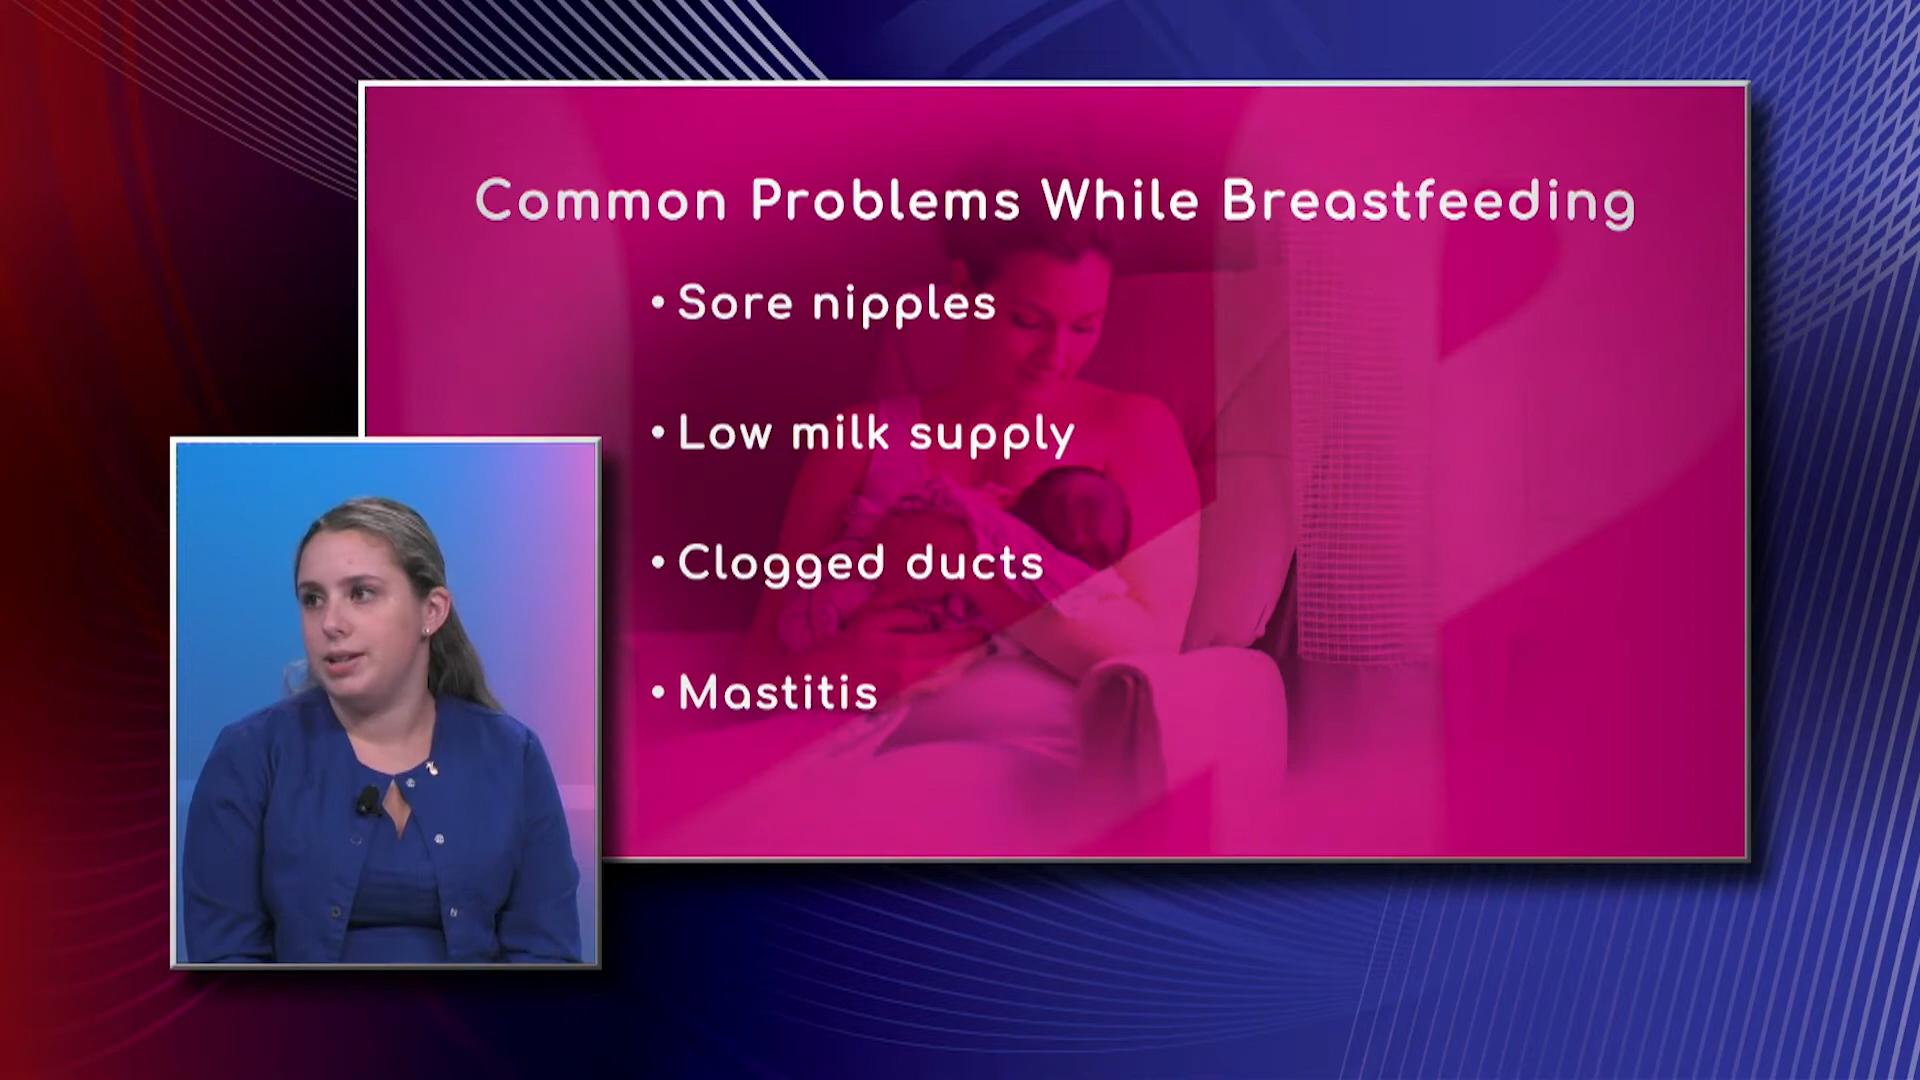 Common Problems While Breastfeeding
• Sore nipples
• Low milk supply
• Clogged ducts
• Mastitis